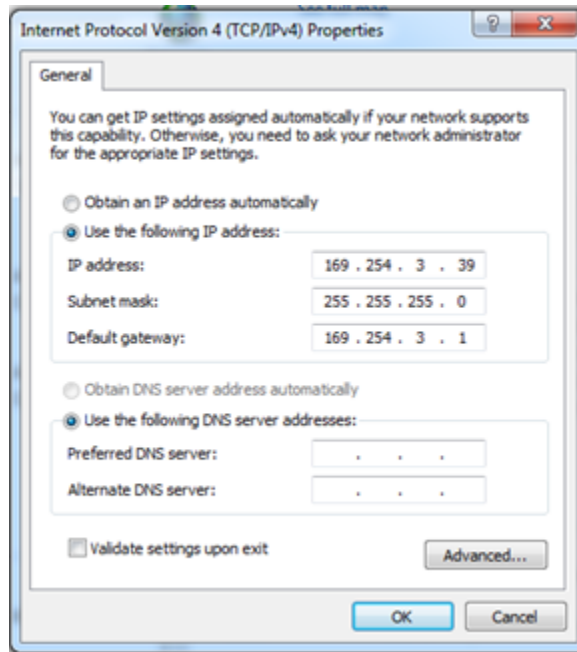 See full map
Internet Protocol Version 4 (TCP/IPv4) Properties
General
You can get IP settings assigned automatically if your network supports
this capability. Otherwise, you need to ask your network administrator
for the appropriate IP settings.
Obtain an IP address automatically
Use the following IP address:
IP address: 169 . 254 . 3 . 39
Subnet mask: 255 . 255 . 255 . 0
Default gateway: 169 . 254 . 3 . 1
Obtain DNS server address automatically
Use the following DNS server addresses:
Preferred DNS server: . . .
Alternate DNS server: . . .
Validate settings upon exit
Advanced...
OK Cancel